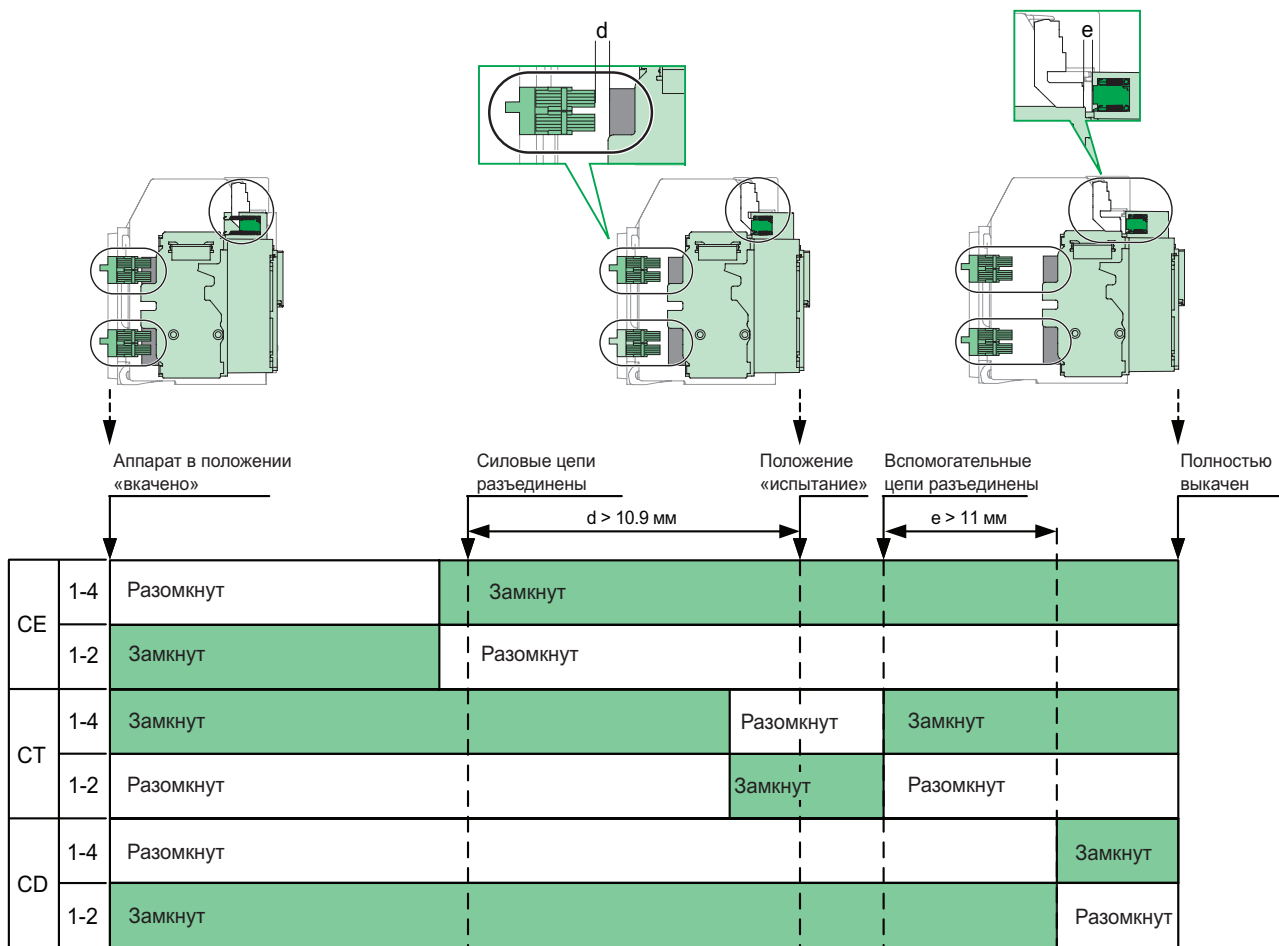 d
e
Аппарат в положении
«вкачено»
Силовые цепи
разъединены
Положение
«испытание»
Вспомогательные
цепи разъединены
Полностью
выкачен
d > 10.9 мм
e > 11 мм
CE
1-4 Разомкнут Замкнут
1-2 Замкнут Разомкнут
CT
1-4 Замкнут Разомкнут Замкнут
1-2 Разомкнут Замкнут Разомкнут
CD
1-4 Разомкнут Замкнут
1-2 Замкнут Разомкнут